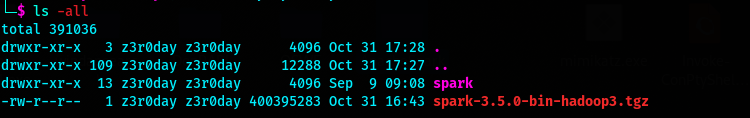 └─$ ls -all
total 391036
drwxr-xr-x   3 z3r0day z3r0day      4096 Oct 31 17:28 .
drwxr-xr-x 109 z3r0day z3r0day     12288 Oct 31 17:27 ..
drwxr-xr-x  13 z3r0day z3r0day      4096 Sep  9 09:08 spark
-rw-r--r--   1 z3r0day z3r0day 400395283 Oct 31 16:43 spark-3.5.0-bin-hadoop3.tgz